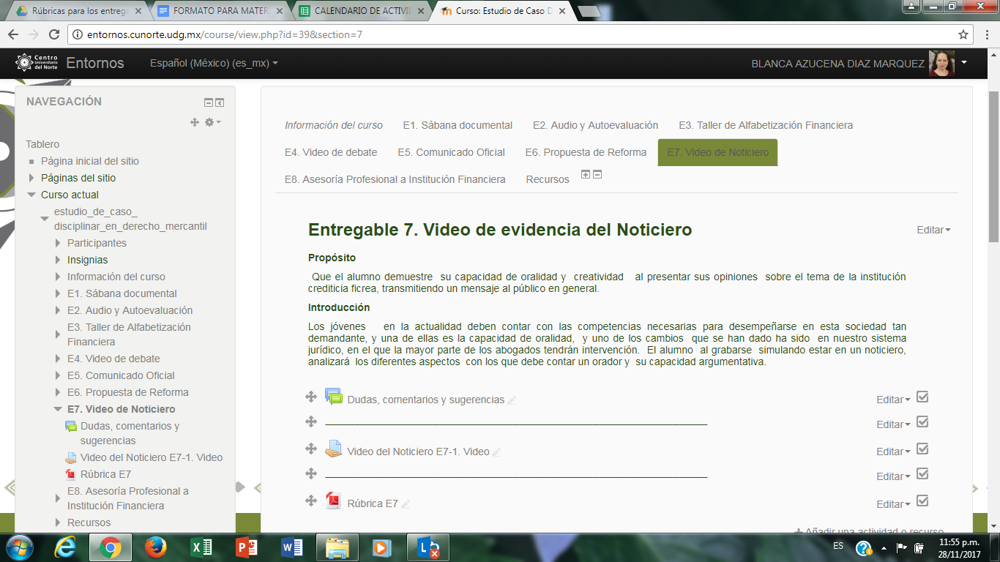 Rúbricas para los entrega
FORMATO PARA MATERI
CALENDARIO DE ACTIVID
Curso: Estudio de Caso D
entornos.cunorte.udg.mx/course/view.php?id=39&section=7
Centro
Universitario
del Norte
Entornos
Español (México) (es_mx)
BLANCA AZUCENA DIAZ MARQUEZ
NAVEGACIÓN
Tablero
Página inicial del sitio
Páginas del sitio
Curso actual
estudio_de_caso_
disciplinar_en_derecho_mercantil
Participantes
Insignias
Información del curso
E1. Sábana documental
E2. Audio y Autoevaluación
E3. Taller de Alfabetización
Financiera
E4. Video de debate
E5. Comunicado Oficial
E6. Propuesta de Reforma
E7. Video de Noticiero
Dudas, comentarios y
sugerencias
Video del Noticiero E7-1. Video
Rúbrica E7
E8. Asesoría Profesional a
Institución Financiera
Recursos
Información del curso E1. Sábana documental E2. Audio y Autoevaluación E3. Taller de Alfabetización Financiera
E4. Video de debate E5. Comunicado Oficial E6. Propuesta de Reforma E7. Video de Noticiero
E8. Asesoría Profesional a Institución Financiera Recursos
Entregable 7. Video de evidencia del Noticiero
Editar
Propósito
Que el alumno demuestre su capacidad de oralidad y creatividad al presentar sus opiniones sobre el tema de la institución
crediticia ficrea, transmitiendo un mensaje al público en general.
Introducción
Los jóvenes en la actualidad deben contar con las competencias necesarias para desempeñarse en esta sociedad tan
demandante, y una de ellas es la capacidad de oralidad, y uno de los cambios que se han dado ha sido en nuestro sistema
jurídico, en el que la mayor parte de los abogados tendrán intervención. El alumno al grabarse simulando estar en un noticiero,
analizará los diferentes aspectos con los que debe contar un orador y su capacidad argumentativa.
Dudas, comentarios y sugerencias Editar
Editar
Video del Noticiero E7-1. Video Editar
Editar
Rúbrica E7 Editar
Añadir una actividad o recurso
ES
11:55 p.m.
28/11/2017